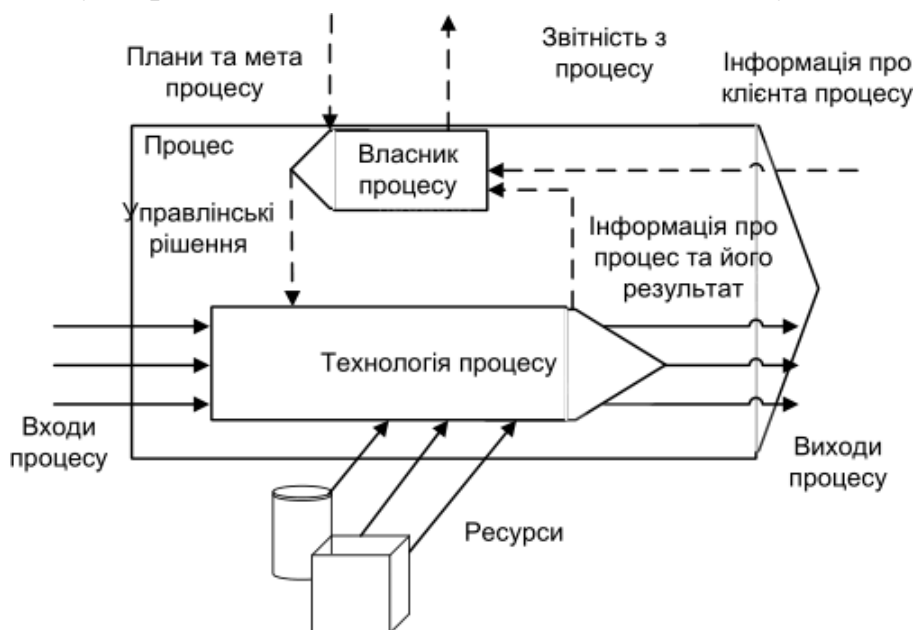 Плани та мета
процесу
Звітність з
процесу
Інформація про
клієнта процесу
Процес
Власник
процесу
Управлінські
рішення
Інформація про
процес та його
результат
Технологія процесу
Входи
процесу
Виходи
процесу
Ресурси